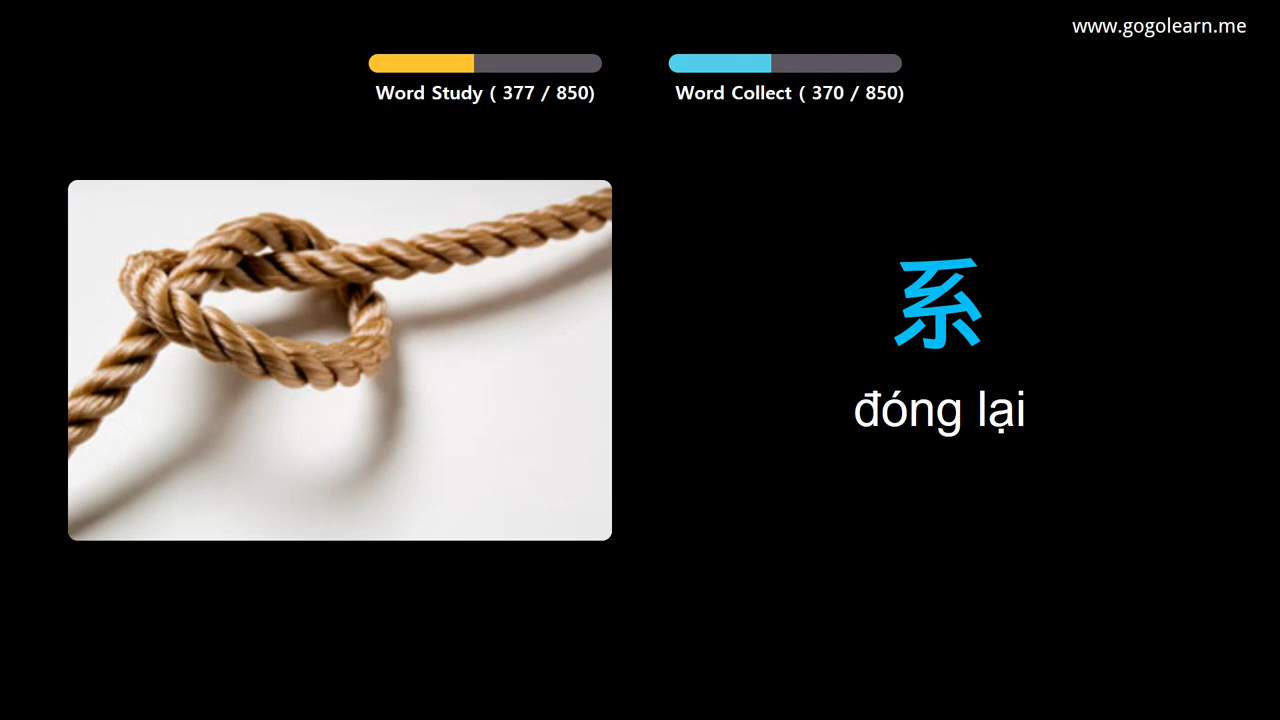 www.gogolearn.me
Word Study ( 377 / 850)
Word Collect ( 370 / 850)
系
đóng lại